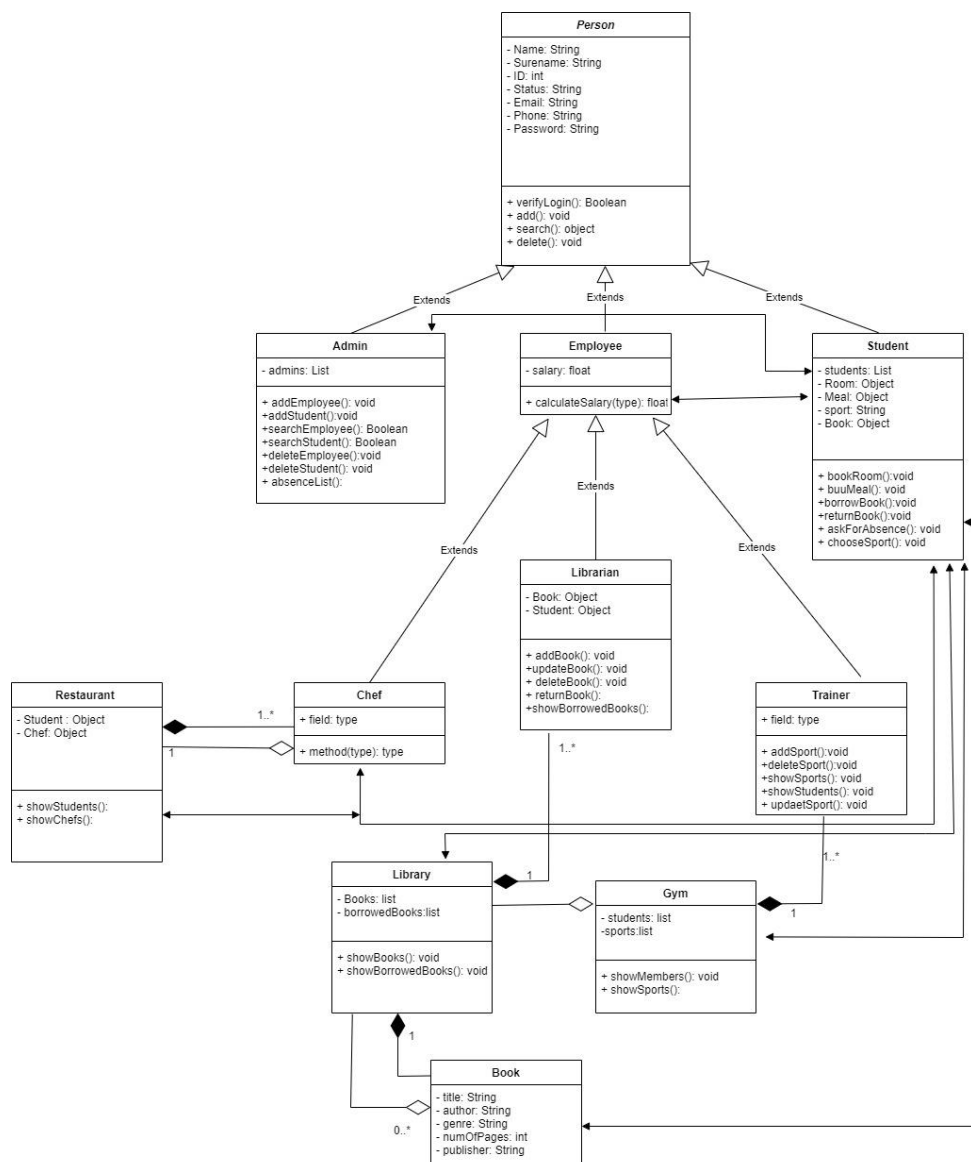 Person
- Name: String
- Surename: String
- ID: int
- Status: String
- Email: String
- Phone: String
- Password: String
+ verifyLogin(): Boolean
+ add(): void
+ search(): object
+ delete(): void
Extends
Extends
Extends
Admin
- admins: List
+ addEmployee(): void
+addStudent():void
+searchEmployee(): Boolean
+searchStudent(): Boolean
+deleteEmployee():void
+deleteStudent(): void
+ absenceList():
Employee
- salary: float
+ calculateSalary(type): float
Student
- students: List
- Room: Object
- Meal: Object
- sport: String
- Book: Object
+ bookRoom():void
+ buuMeal(): void
+borrowBook():void
+returnBook():void
+ askForAbsence(): void
+ chooseSport(): void
Extends
Extends
Extends
Librarian
- Book: Object
- Student: Object
+ addBook(): void
+updateBook(): void
+ deleteBook(): void
+ returnBook():
+showBorrowedBooks():
Restaurant
- Student : Object
- Chef: Object
+ showStudents():
+ showChefs():
1..*
1
Chef
+ field: type
+ method(type): type
Trainer
+ field: type
+ addSport():void
+deleteSport():void
+showSports(): void
+showStudents(): void
+ updaetSport(): void
1..*
1..*
Library
- Books: list
- borrowedBooks:list
+ showBooks(): void
+ showBorrowedBooks(): void
1
Gym
- students: list
-sports:list
+ showMembers(): void
+ showSports():
1
1
Book
- title: String
- author: String
- genre: String
- numOfPages: int
- publisher: String
0..*